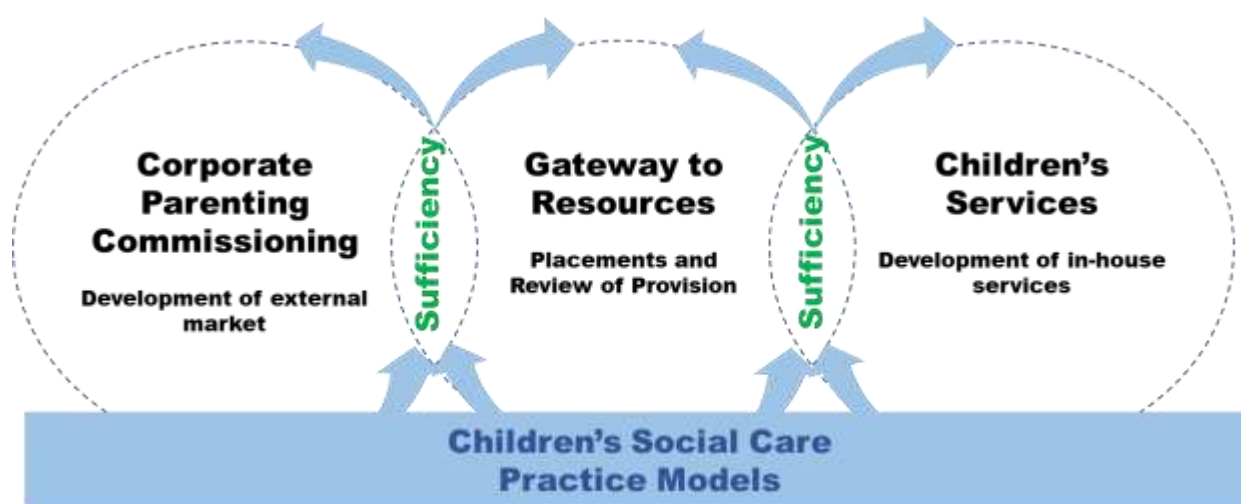 Corporate
Parenting
Commissioning
Development of external
market
Sufficiency
Gateway to
Resources
Placements and
Review of Provision
Sufficiency
Children's
Services
Development of in-house
services
Children's Social Care
Practice Models